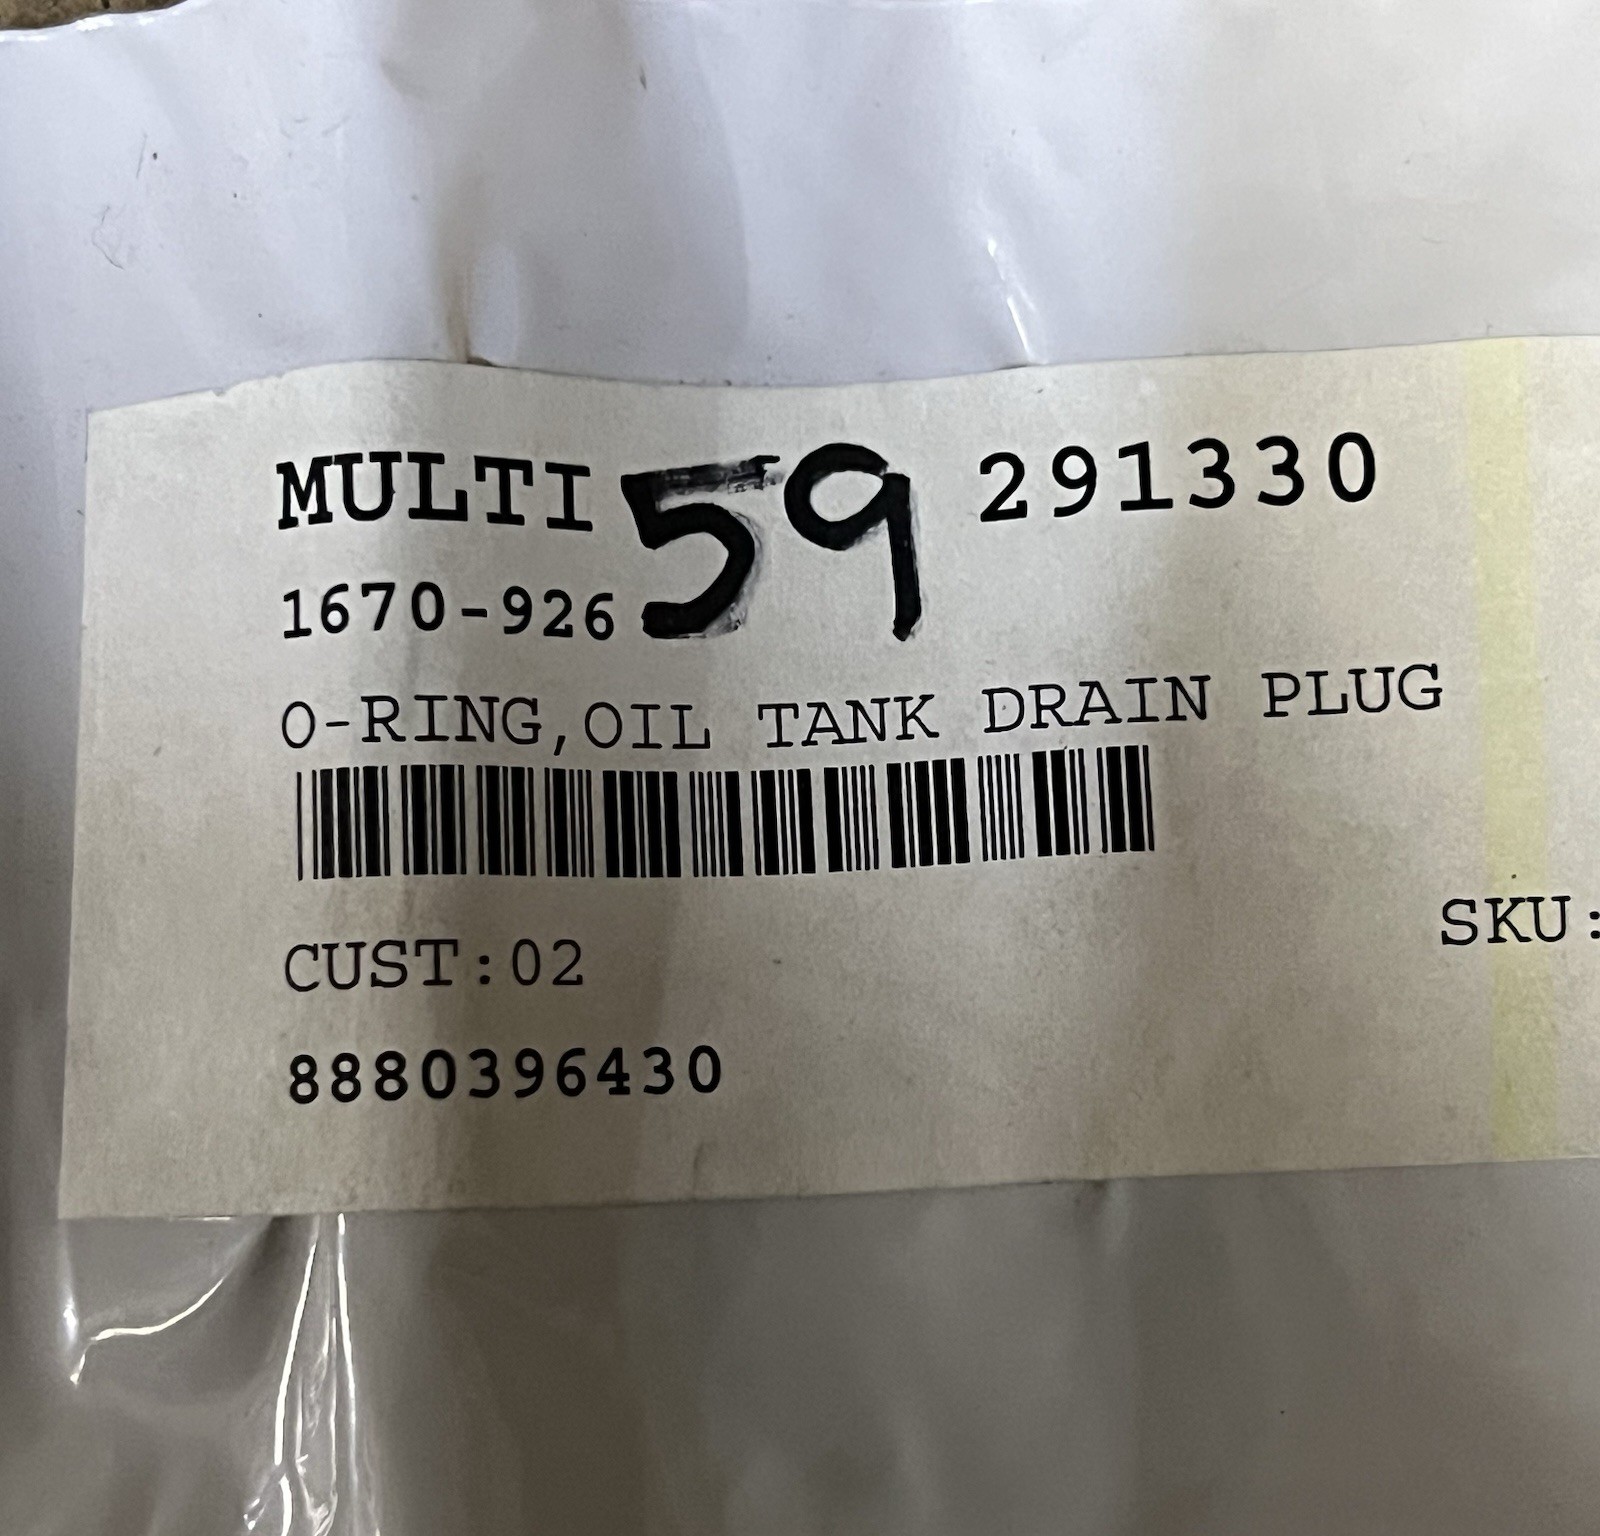 MULTI 59 291330
1670-926
O-RING,OIL TANK DRAIN PLUG
SKU:
CUST:02
8880396430